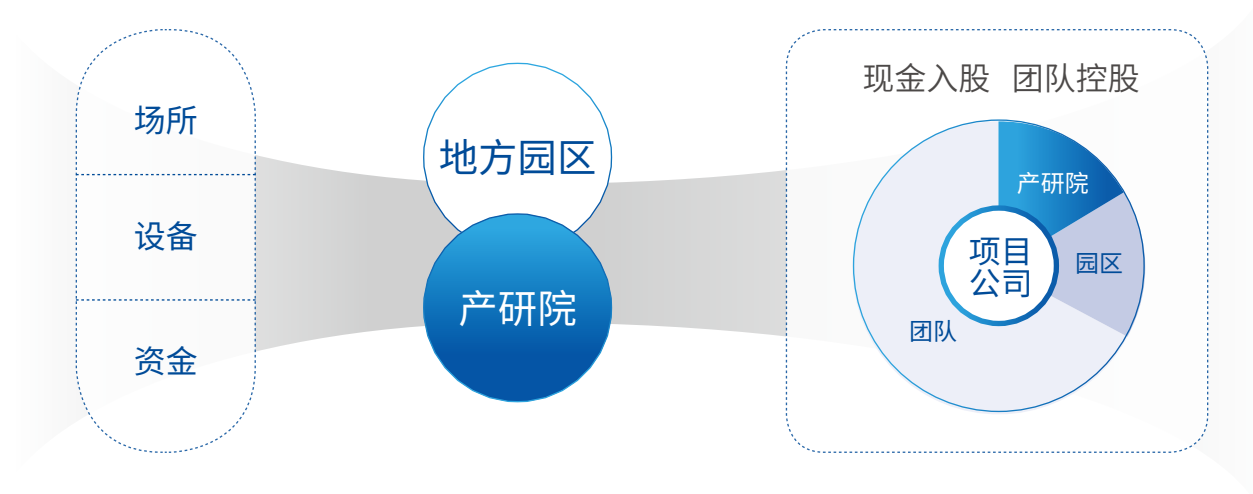 场所
设备
资金
地方园区
产研院
现金入股 团队控股
产研院
园区
团队
项目
公司